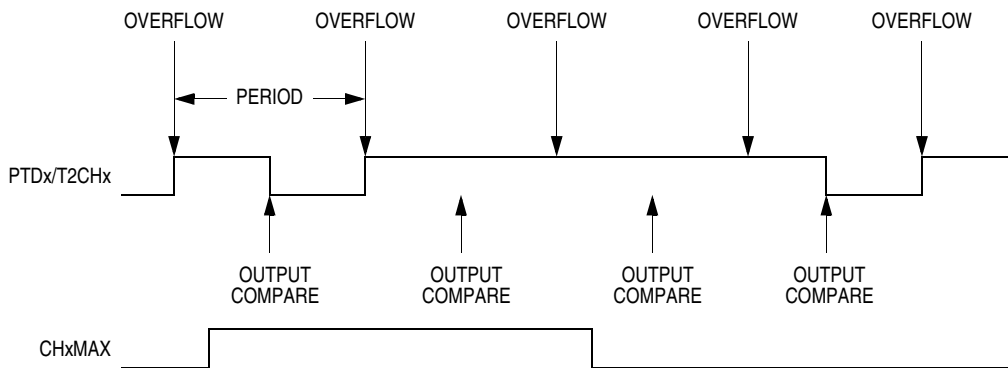 OVERFLOW OVERFLOW OVERFLOW OVERFLOW OVERFLOW
PERIOD
PTDx/T2CHx
OUTPUT COMPARE
OUTPUT COMPARE
OUTPUT COMPARE
OUTPUT COMPARE
CHxMAX